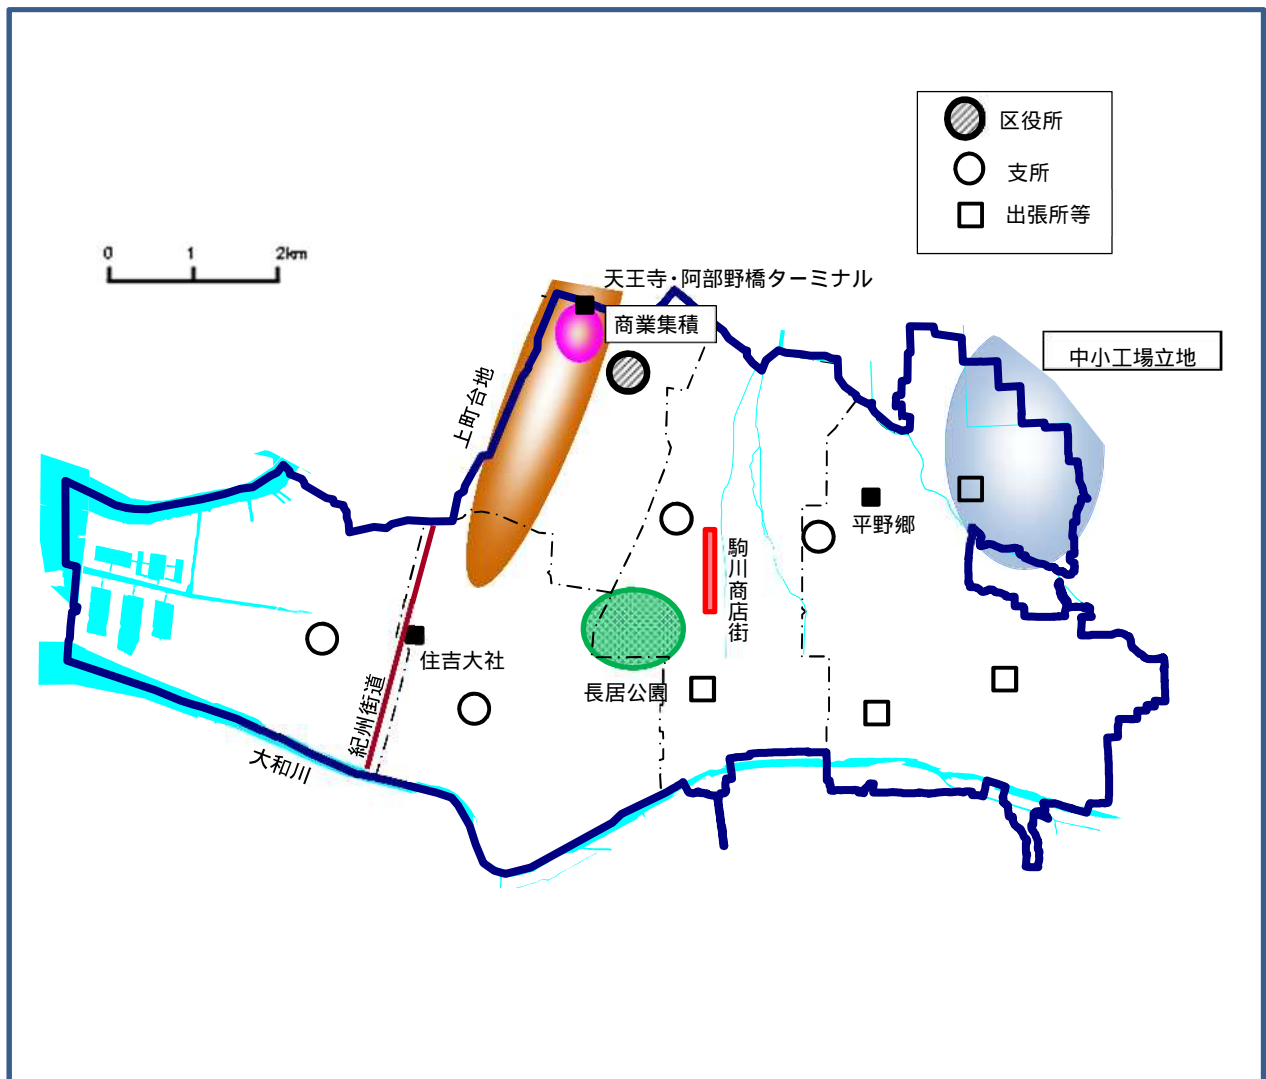 区役所
支所
出張所等
0 1 2km
天王寺・阿部野橋ターミナル
商業集積
中小工場立地
上町台地
平野郷
駒川商店街
住吉大社
長居公園
紀州街道
大和川